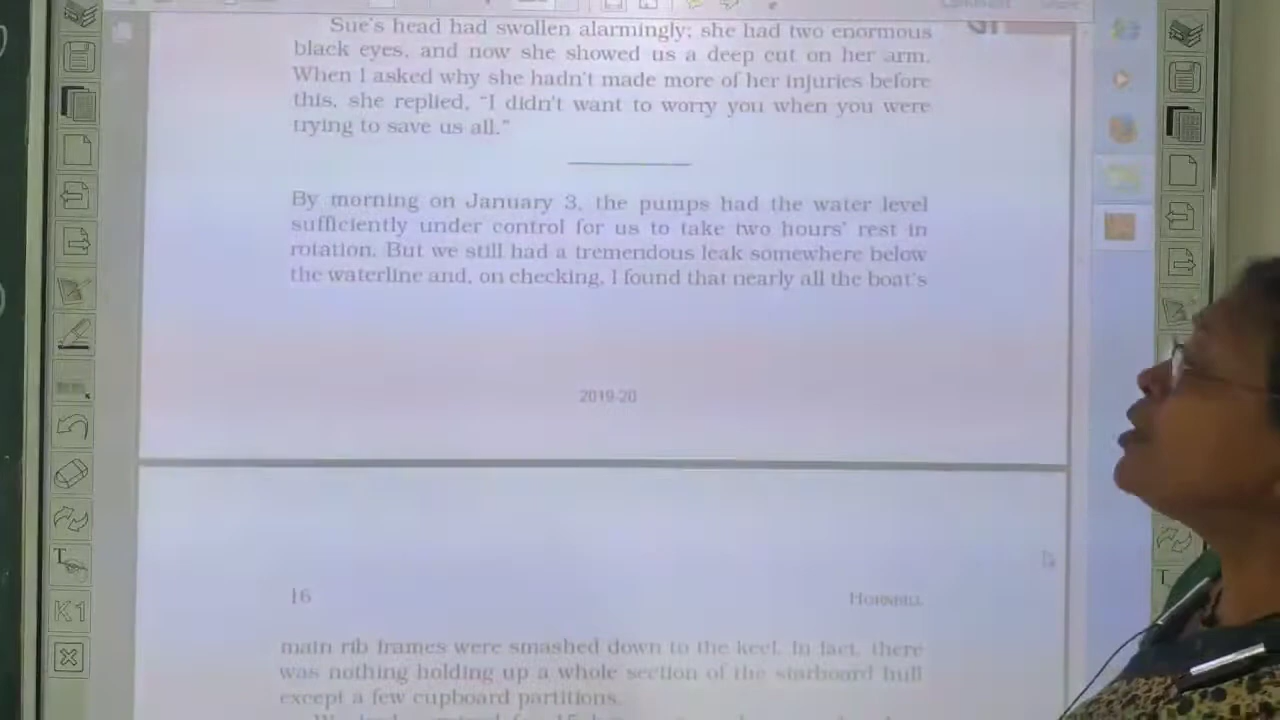 Sue's head had swollen alarmingly; she had two enormous
black eyes, and now she showed us a deep cut on her arm.
When I asked why she hadn't made more of her injuries before
this, she replied, "I didn't want to worry you when you were
trying to save us all."
By morning on January 3, the pumps had the water level
sufficiently under control for us to take two hours' rest in
rotation. But we still had a tremendous leak somewhere below
the waterline and, on checking, I found that nearly all the boat's
2019-20
16 HORNBILL
main rib frames were smashed down to the keel. In fact, there
was nothing holding up a whole section of the starboard hull
except a few cupboard partitions.
T
K1
T